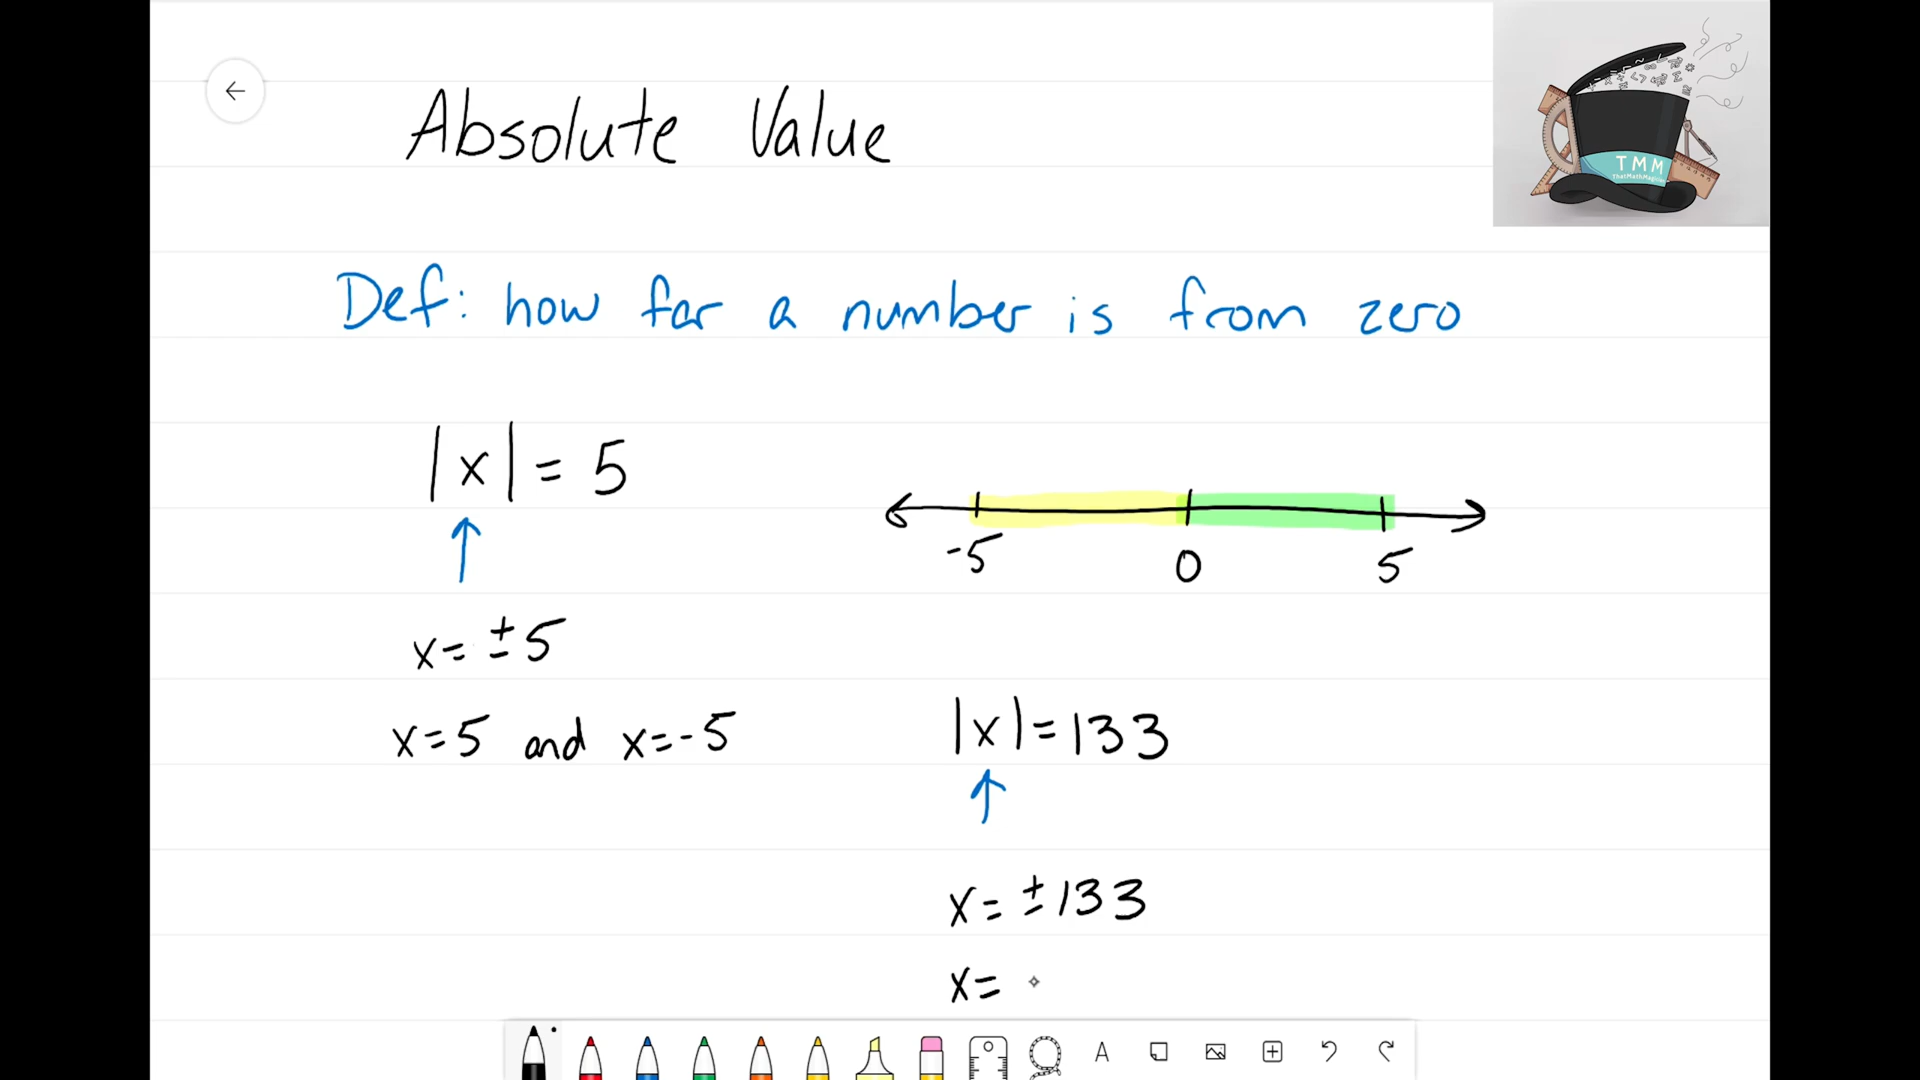 Absolute Value
TMM
Def: how far a number is from zero
|x| = 5
-5 0 5
x = ±5
x=5 and x=-5
|x|=133
x= ±133
x=
A